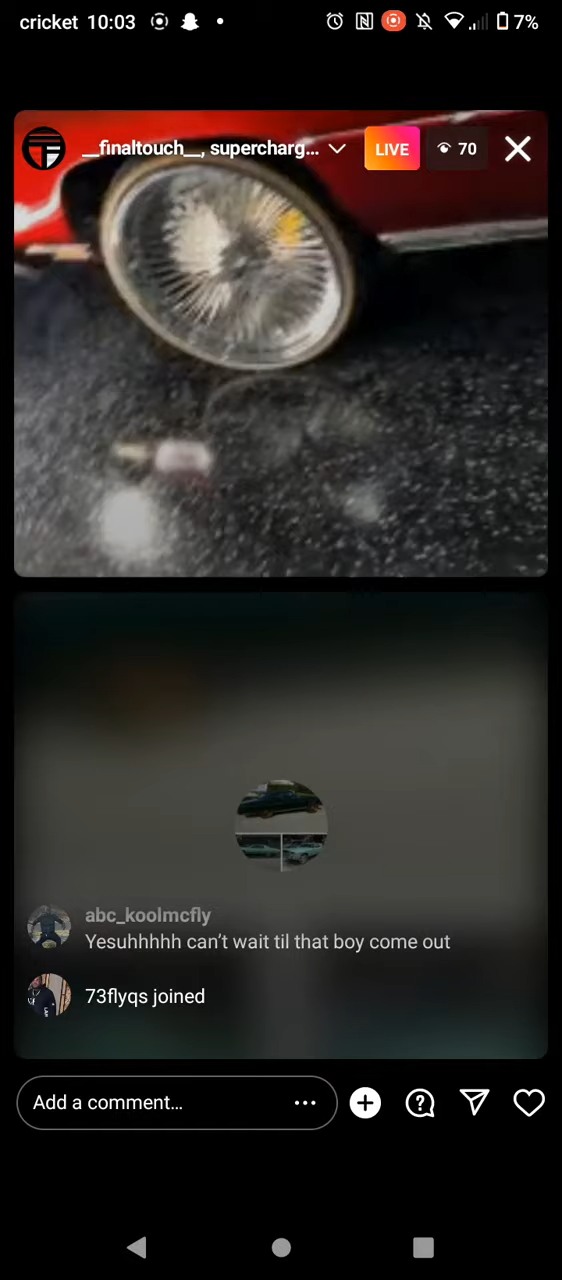 cricket 10:03 7%
__finaltouch__, supercharg... LIVE 70
abc_koolmcfly
Yesuhhhhh can't wait til that boy come out
73flyqs joined
Add a comment...